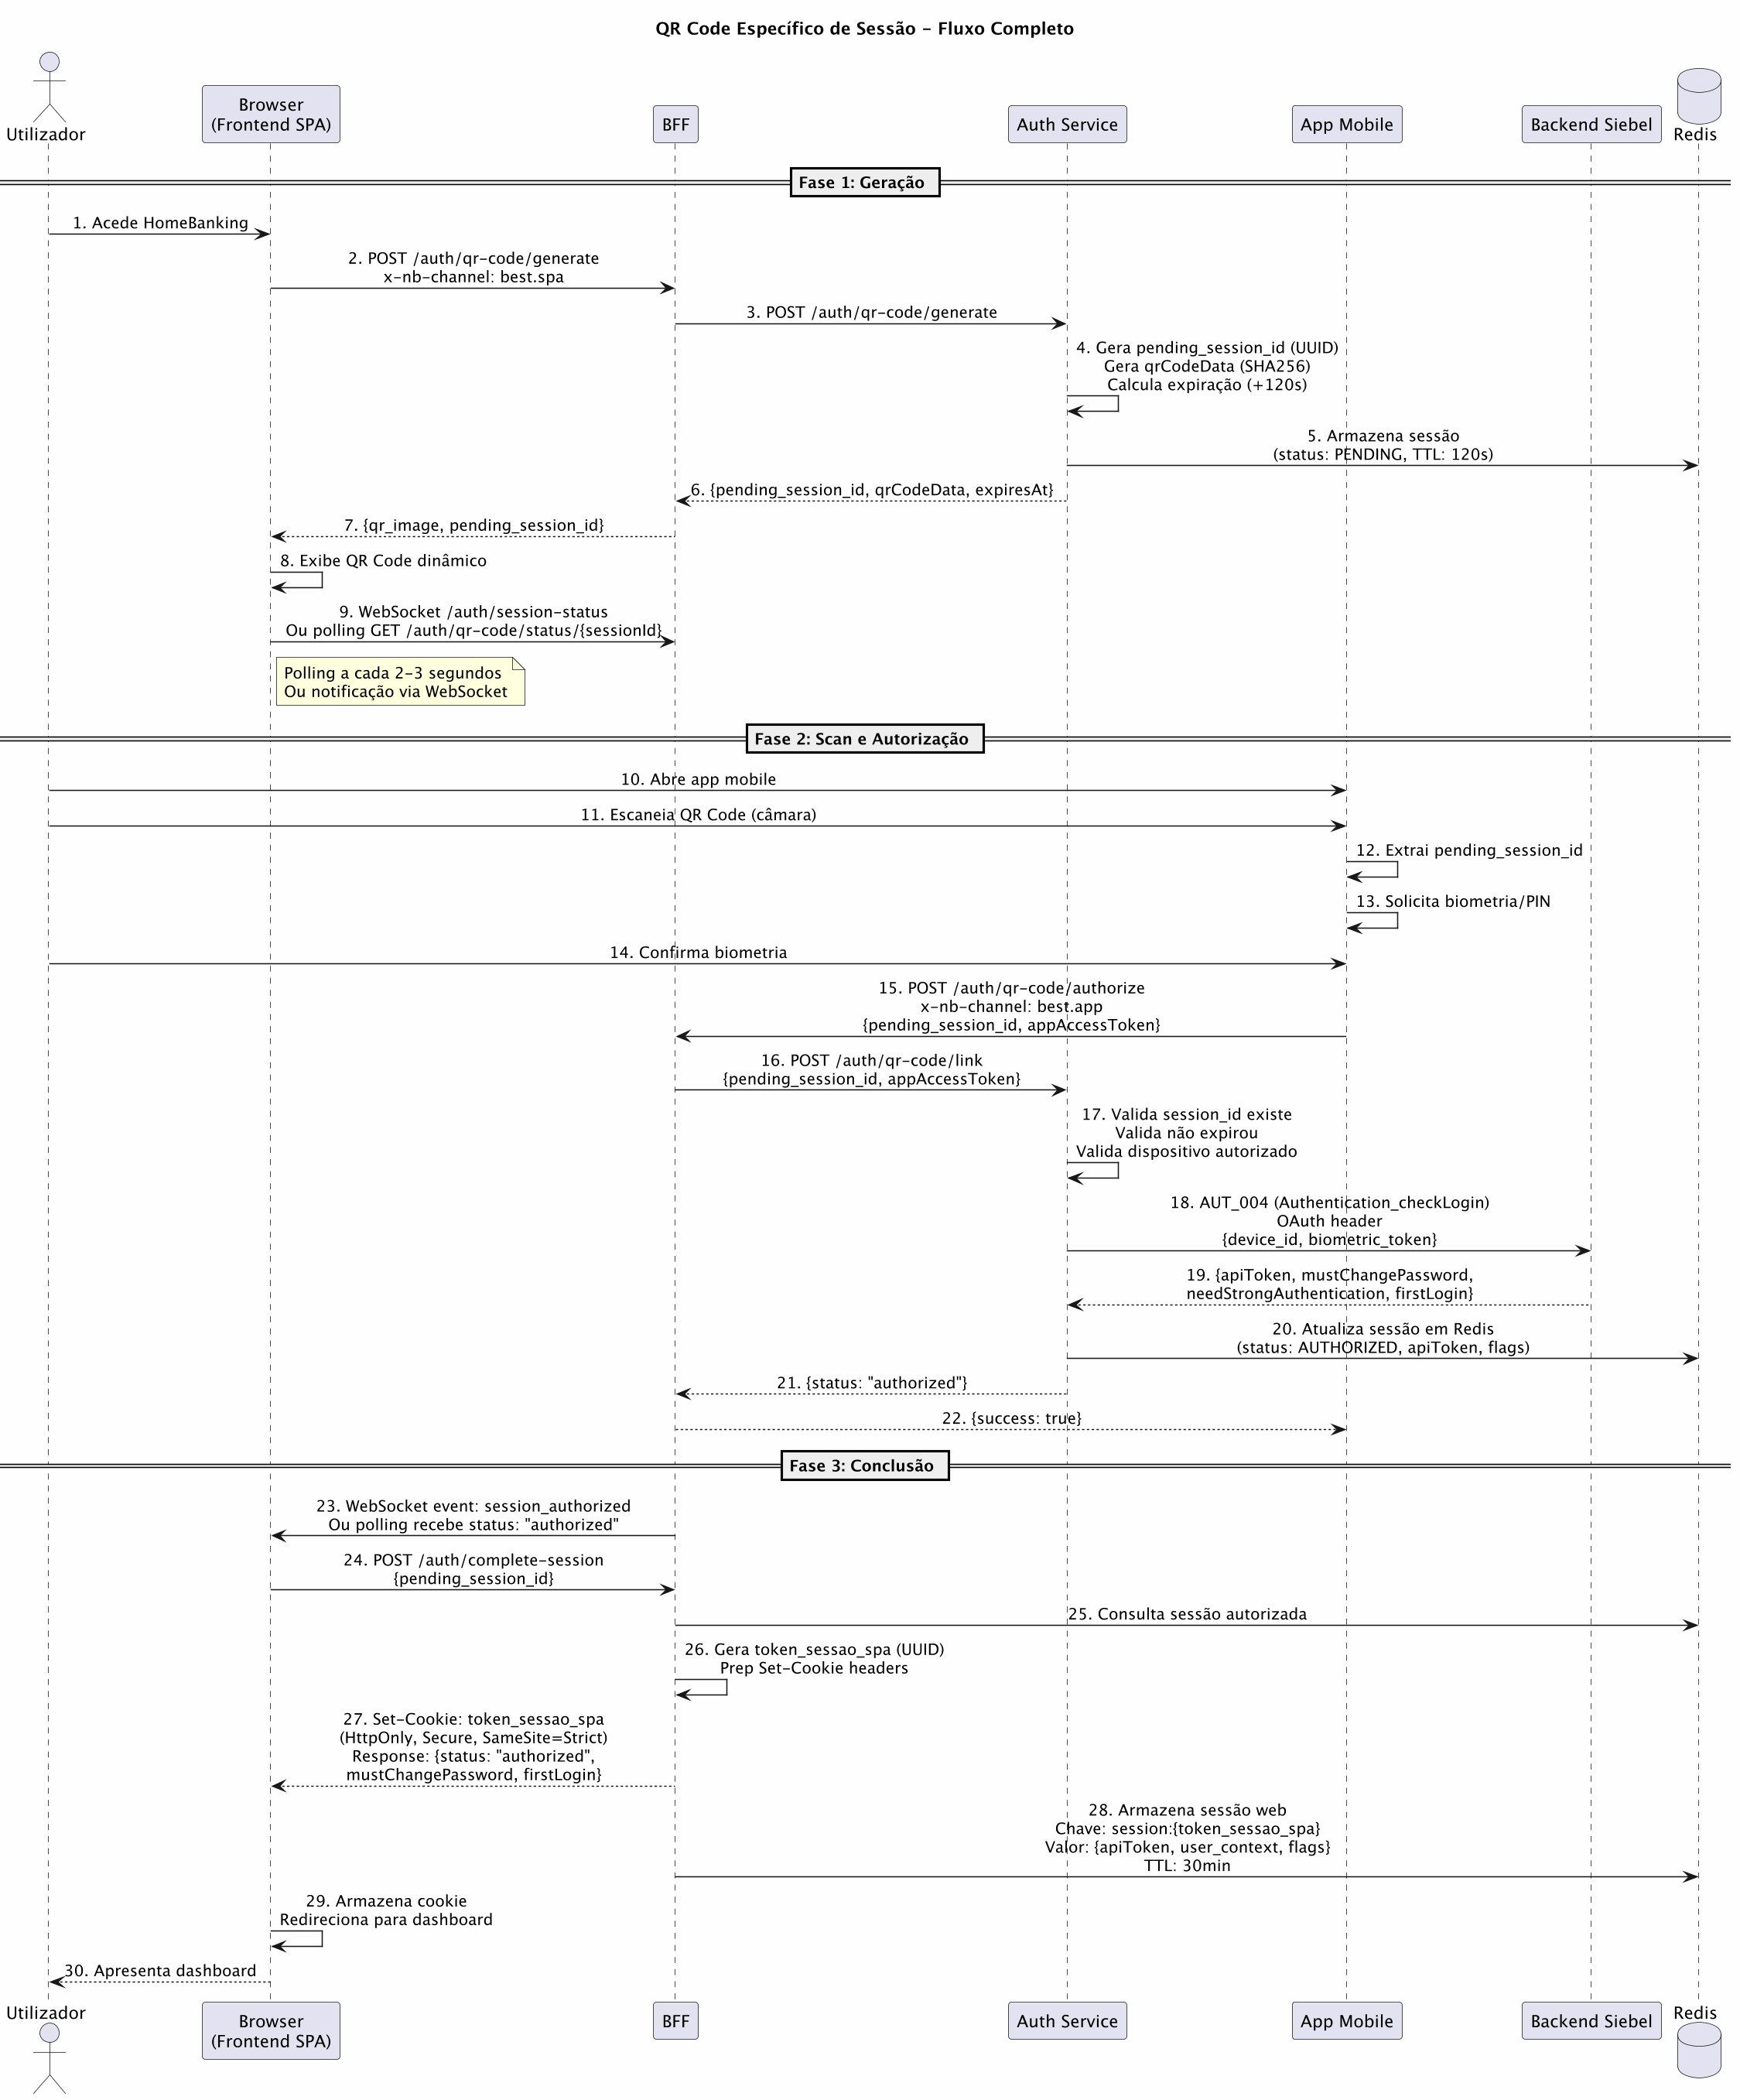 QR Code Específico de Sessão - Fluxo Completo
Utilizador
Browser
(Frontend SPA)
BFF
Auth Service
App Mobile
Backend Siebel
Redis
Fase 1: Geração
1. Acede HomeBanking
2. POST /auth/qr-code/generate
x-nb-channel: best.spa
3. POST /auth/qr-code/generate
4. Gera pending_session_id (UUID)
Gera qrCodeData (SHA256)
Calcula expiração (+120s)
5. Armazena sessão
(status: PENDING, TTL: 120s)
6. {pending_session_id, qrCodeData, expiresAt}
7. {qr_image, pending_session_id}
8. Exibe QR Code dinâmico
9. WebSocket /auth/session-status
Ou polling GET /auth/qr-code/status/{sessionId}
Polling a cada 2-3 segundos
Ou notificação via WebSocket
Fase 2: Scan e Autorização
10. Abre app mobile
11. Escaneia QR Code (câmara)
12. Extrai pending_session_id
13. Solicita biometria/PIN
14. Confirma biometria
15. POST /auth/qr-code/authorize
x-nb-channel: best.app
{pending_session_id, appAccessToken}
16. POST /auth/qr-code/link
{pending_session_id, appAccessToken}
17. Valida session_id existe
Valida não expirou
Valida dispositivo autorizado
18. AUT_004 (Authentication_checkLogin)
OAuth header
{device_id, biometric_token}
19. {apiToken, mustChangePassword,
needStrongAuthentication, firstLogin}
20. Atualiza sessão em Redis
(status: AUTHORIZED, apiToken, flags)
21. {status: "authorized"}
22. {success: true}
Fase 3: Conclusão
23. WebSocket event: session_authorized
Ou polling recebe status: "authorized"
24. POST /auth/complete-session
{pending_session_id}
25. Consulta sessão autorizada
26. Gera token_sessao_spa (UUID)
Prep Set-Cookie headers
27. Set-Cookie: token_sessao_spa
(HttpOnly, Secure, SameSite=Strict)
Response: {status: "authorized",
mustChangePassword, firstLogin}
28. Armazena sessão web
Chave: session:{token_sessao_spa}
Valor: {apiToken, user_context, flags}
TTL: 30min
29. Armazena cookie
Redireciona para dashboard
30. Apresenta dashboard
Utilizador
Browser
(Frontend SPA)
BFF
Auth Service
App Mobile
Backend Siebel
Redis